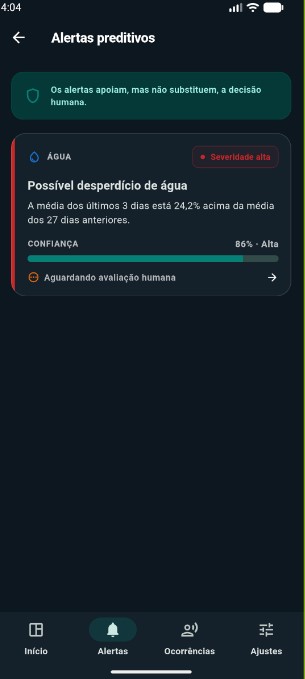 4:04
Alertas preditivos
Os alertas apoiam, mas não substituem, a decisão
humana.
ÁGUA
Severidade alta
Possível desperdício de água
A média dos últimos 3 dias está 24,2% acima da média
dos 27 dias anteriores.
CONFIANÇA
86% · Alta
Aguardando avaliação humana
Início
Alertas
Ocorrências
Ajustes